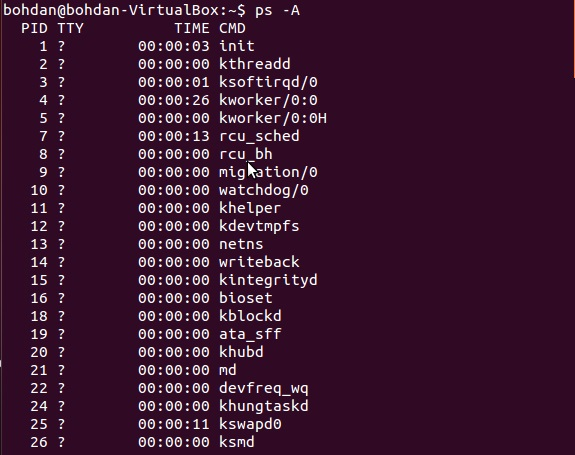 bohdan@bohdan-VirtualBox:~$ ps -A
  PID TTY          TIME CMD
    1 ?        00:00:03 init
    2 ?        00:00:00 kthreadd
    3 ?        00:00:01 ksoftirqd/0
    4 ?        00:00:26 kworker/0:0
    5 ?        00:00:00 kworker/0:0H
    7 ?        00:00:13 rcu_sched
    8 ?        00:00:00 rcu_bh
    9 ?        00:00:00 migration/0
   10 ?        00:00:00 watchdog/0
   11 ?        00:00:00 khelper
   12 ?        00:00:00 kdevtmpfs
   13 ?        00:00:00 netns
   14 ?        00:00:00 writeback
   15 ?        00:00:00 kintegrityd
   16 ?        00:00:00 bioset
   18 ?        00:00:00 kblockd
   19 ?        00:00:00 ata_sff
   20 ?        00:00:00 khubd
   21 ?        00:00:00 md
   22 ?        00:00:00 devfreq_wq
   24 ?        00:00:00 khungtaskd
   25 ?        00:00:11 kswapd0
   26 ?        00:00:00 ksmd